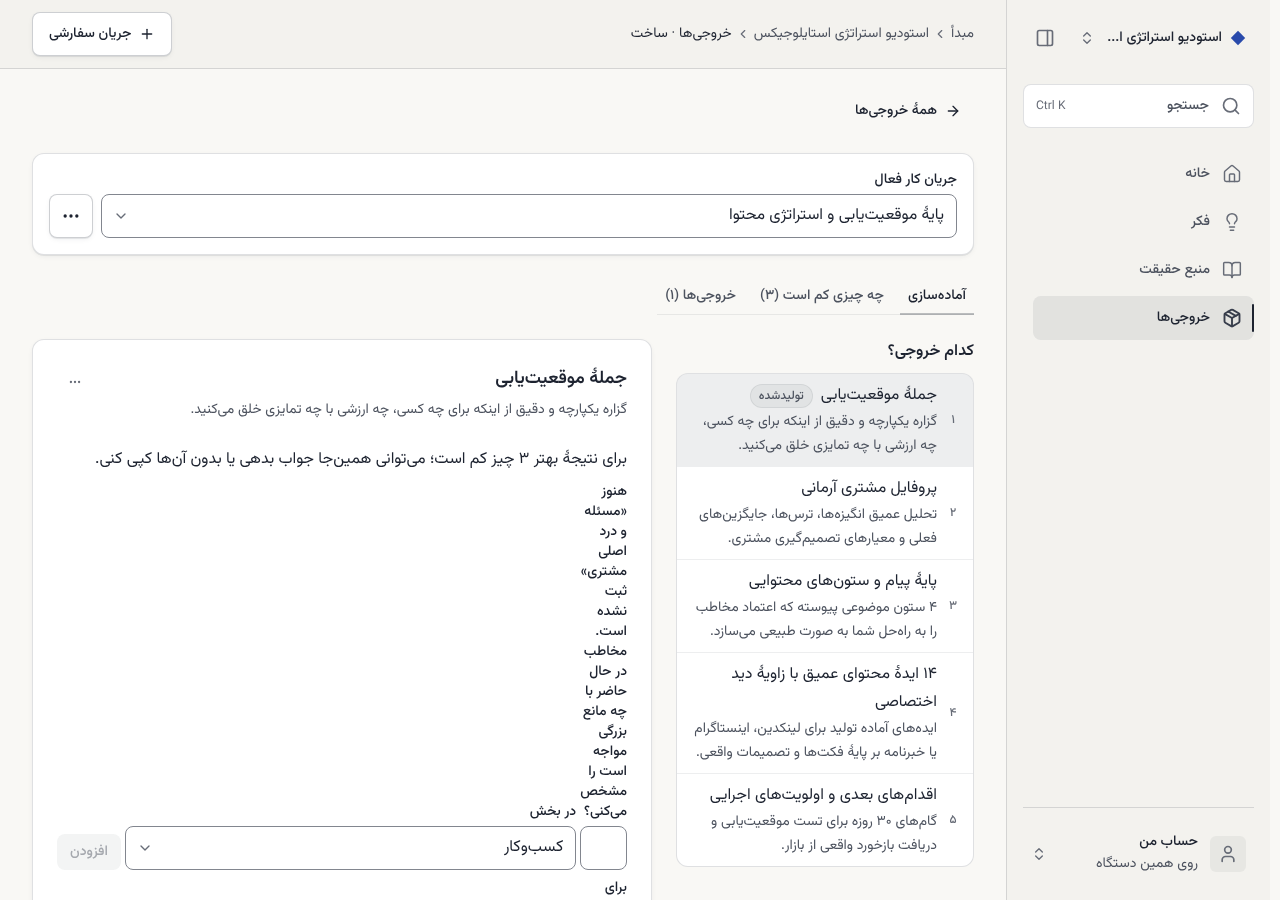 استودیو استراتژی ا...
جستجو
Ctrl K
خانه
فکر
منبع حقیقت
خروجی‌ها
حساب من
روی همین دستگاه
مبدأ › استودیو استراتژی استایلوجیکس › خروجی‌ها · ساخت
+ جریان سفارشی
→ همهٔ خروجی‌ها
جریان کار فعال
پایهٔ موقعیت‌یابی و استراتژی محتوا
...
آماده‌سازی
چه چیزی کم است (۳)
خروجی‌ها (۱)
کدام خروجی؟
۱
جملهٔ موقعیت‌یابی تولیدشده
گزاره یکپارچه و دقیق از اینکه برای چه کسی،
چه ارزشی با چه تمایزی خلق می‌کنید.
۲
پروفایل مشتری آرمانی
تحلیل عمیق انگیزه‌ها، ترس‌ها، جایگزین‌های
فعلی و معیارهای تصمیم‌گیری مشتری.
۳
پایهٔ پیام و ستون‌های محتوایی
۴ ستون موضوعی پیوسته که اعتماد مخاطب
را به راه‌حل شما به صورت طبیعی می‌سازد.
۴
۱۴ ایدهٔ محتوای عمیق با زاویهٔ دید
اختصاصی
ایده‌های آماده تولید برای لینکدین، اینستاگرام
یا خبرنامه بر پایهٔ فکت‌ها و تصمیمات واقعی.
۵
اقدام‌های بعدی و اولویت‌های اجرایی
گام‌های ۳۰ روزه برای تست موقعیت‌یابی و
دریافت بازخورد واقعی از بازار.
جملهٔ موقعیت‌یابی
...
گزاره یکپارچه و دقیق از اینکه برای چه کسی، چه ارزشی با چه تمایزی خلق می‌کنید.
برای نتیجهٔ بهتر ۳ چیز کم است؛ می‌توانی همین‌جا جواب بدهی یا بدون آن‌ها کپی کنی.
هنوز
«مسئله
و درد
اصلی
مشتری»
ثبت
نشده
است.
مخاطب
در حال
حاضر با
چه مانع
بزرگی
مواجه
است را
مشخص
می‌کنی؟ در بخش
کسب‌وکار
افزودن
برای